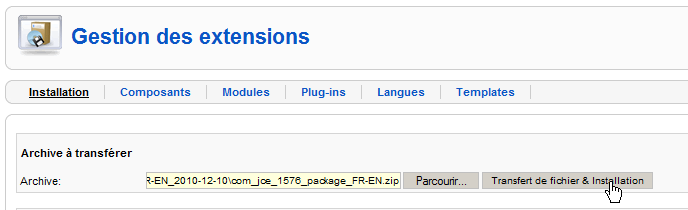 Gestion des extensions
Installation Composants Modules Plug-ins Langues Templates
Archive à transférer
Archive: R-EN_2010-12-10\com_jce_1576_package_FR-EN.zip Parcourir... Transfert de fichier & Installation